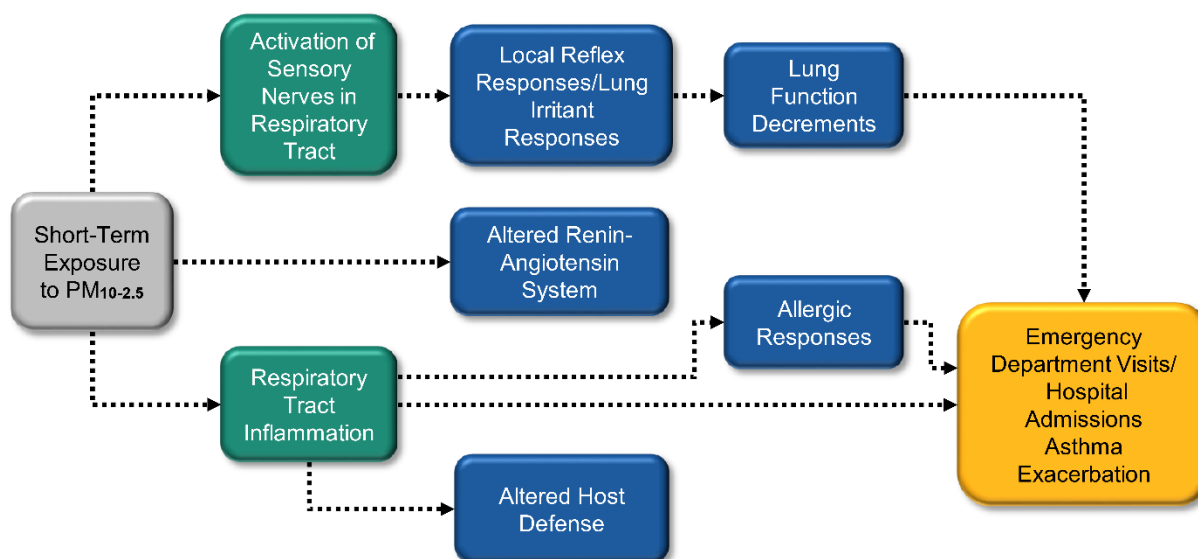 Activation of
Sensory
Nerves in
Respiratory
Tract
Local Reflex
Responses/Lung
Irritant
Responses
Lung
Function
Decrements
Short-Term
Exposure
to PM10-2.5
Altered Renin-
Angiotensin
System
Allergic
Responses
Respiratory
Tract
Inflammation
Emergency
Department Visits/
Hospital
Admissions
Asthma
Exacerbation
Altered Host
Defense